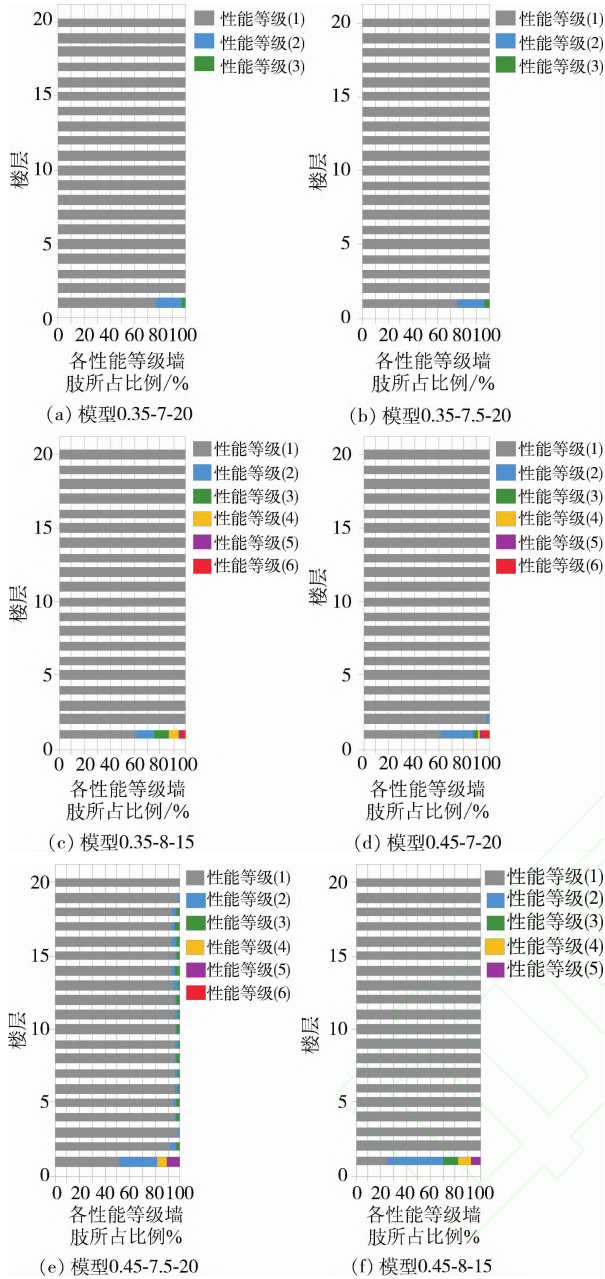 20
15
10
5
0
楼层
性能等级(1)
性能等级(2)
性能等级(3)
0 20 40 60 80 100
各性能等级墙
肢所占比例/%
(a) 模型0.35-7-20
20
15
10
5
0
楼层
性能等级(1)
性能等级(2)
性能等级(3)
0 20 40 60 80 100
各性能等级墙
肢所占比例/%
(b) 模型0.35-7.5-20
20
15
10
5
0
楼层
性能等级(1)
性能等级(2)
性能等级(3)
性能等级(4)
性能等级(5)
性能等级(6)
0 20 40 60 80 100
各性能等级墙
肢所占比例/%
(c) 模型0.35-8-15
20
15
10
5
0
楼层
性能等级(1)
性能等级(2)
性能等级(3)
性能等级(4)
性能等级(5)
性能等级(6)
0 20 40 60 80 100
各性能等级墙
肢所占比例/%
(d) 模型0.45-7-20
20
15
10
5
0
楼层
性能等级(1)
性能等级(2)
性能等级(3)
性能等级(4)
性能等级(5)
性能等级(6)
0 20 40 60 80 100
各性能等级墙
肢所占比例%
(e) 模型0.45-7.5-20
20
15
10
5
0
楼层
性能等级(1)
性能等级(2)
性能等级(3)
性能等级(4)
性能等级(5)
0 20 40 60 80 100
各性能等级墙
肢所占比例/%
(f) 模型0.45-8-15